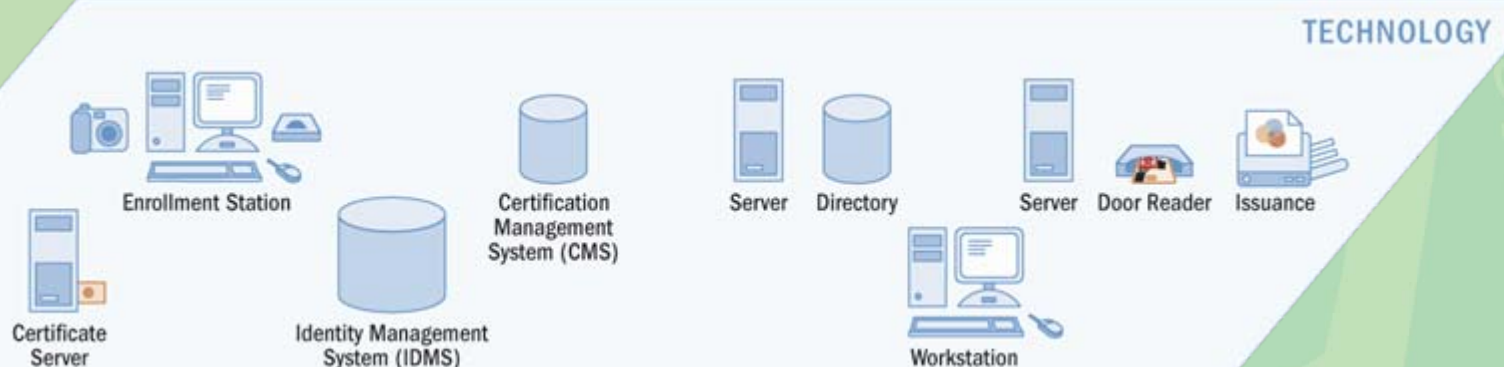 TECHNOLOGY
Enrollment Station
Certification
Management
System (CMS)
Server
Directory
Server
Door Reader
Issuance
Certificate
Server
Identity Management
System (IDMS)
Workstation